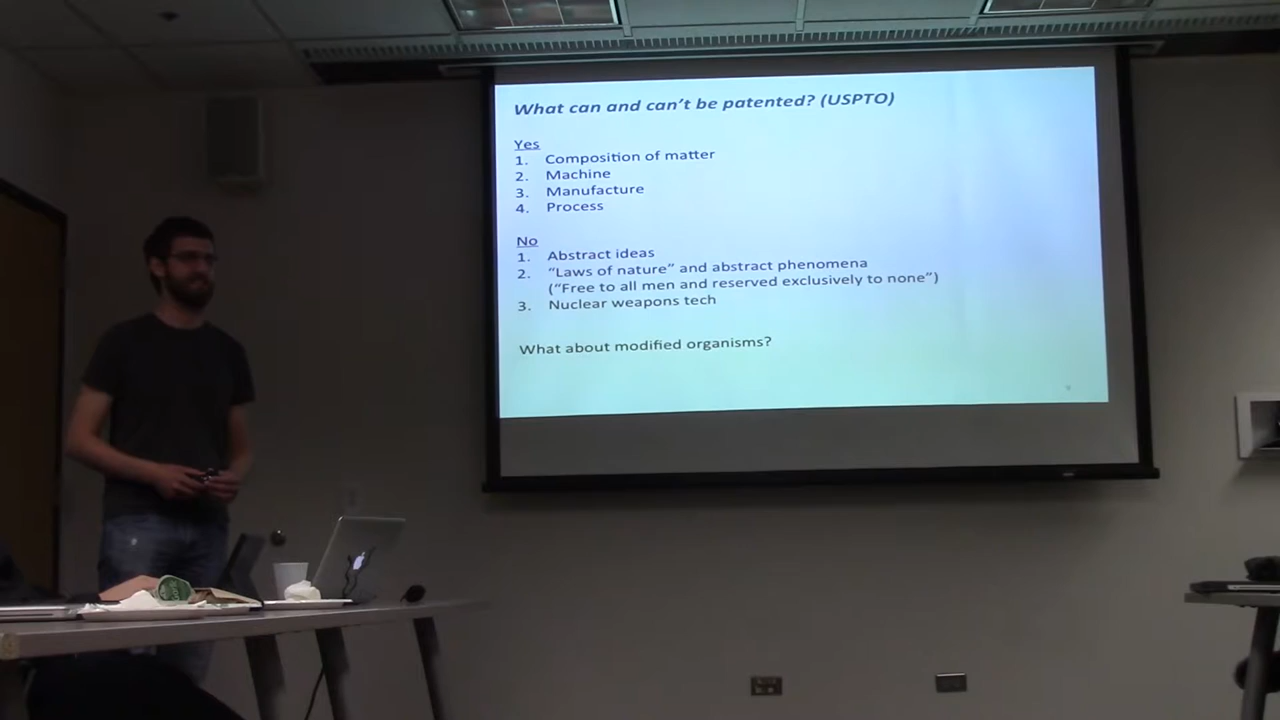 What can and can't be patented? (USPTO)
Yes
1. Composition of matter
2. Machine
3. Manufacture
4. Process
No
1. Abstract ideas
2. "Laws of nature" and abstract phenomena
("Free to all men and reserved exclusively to none")
3. Nuclear weapons tech
What about modified organisms?